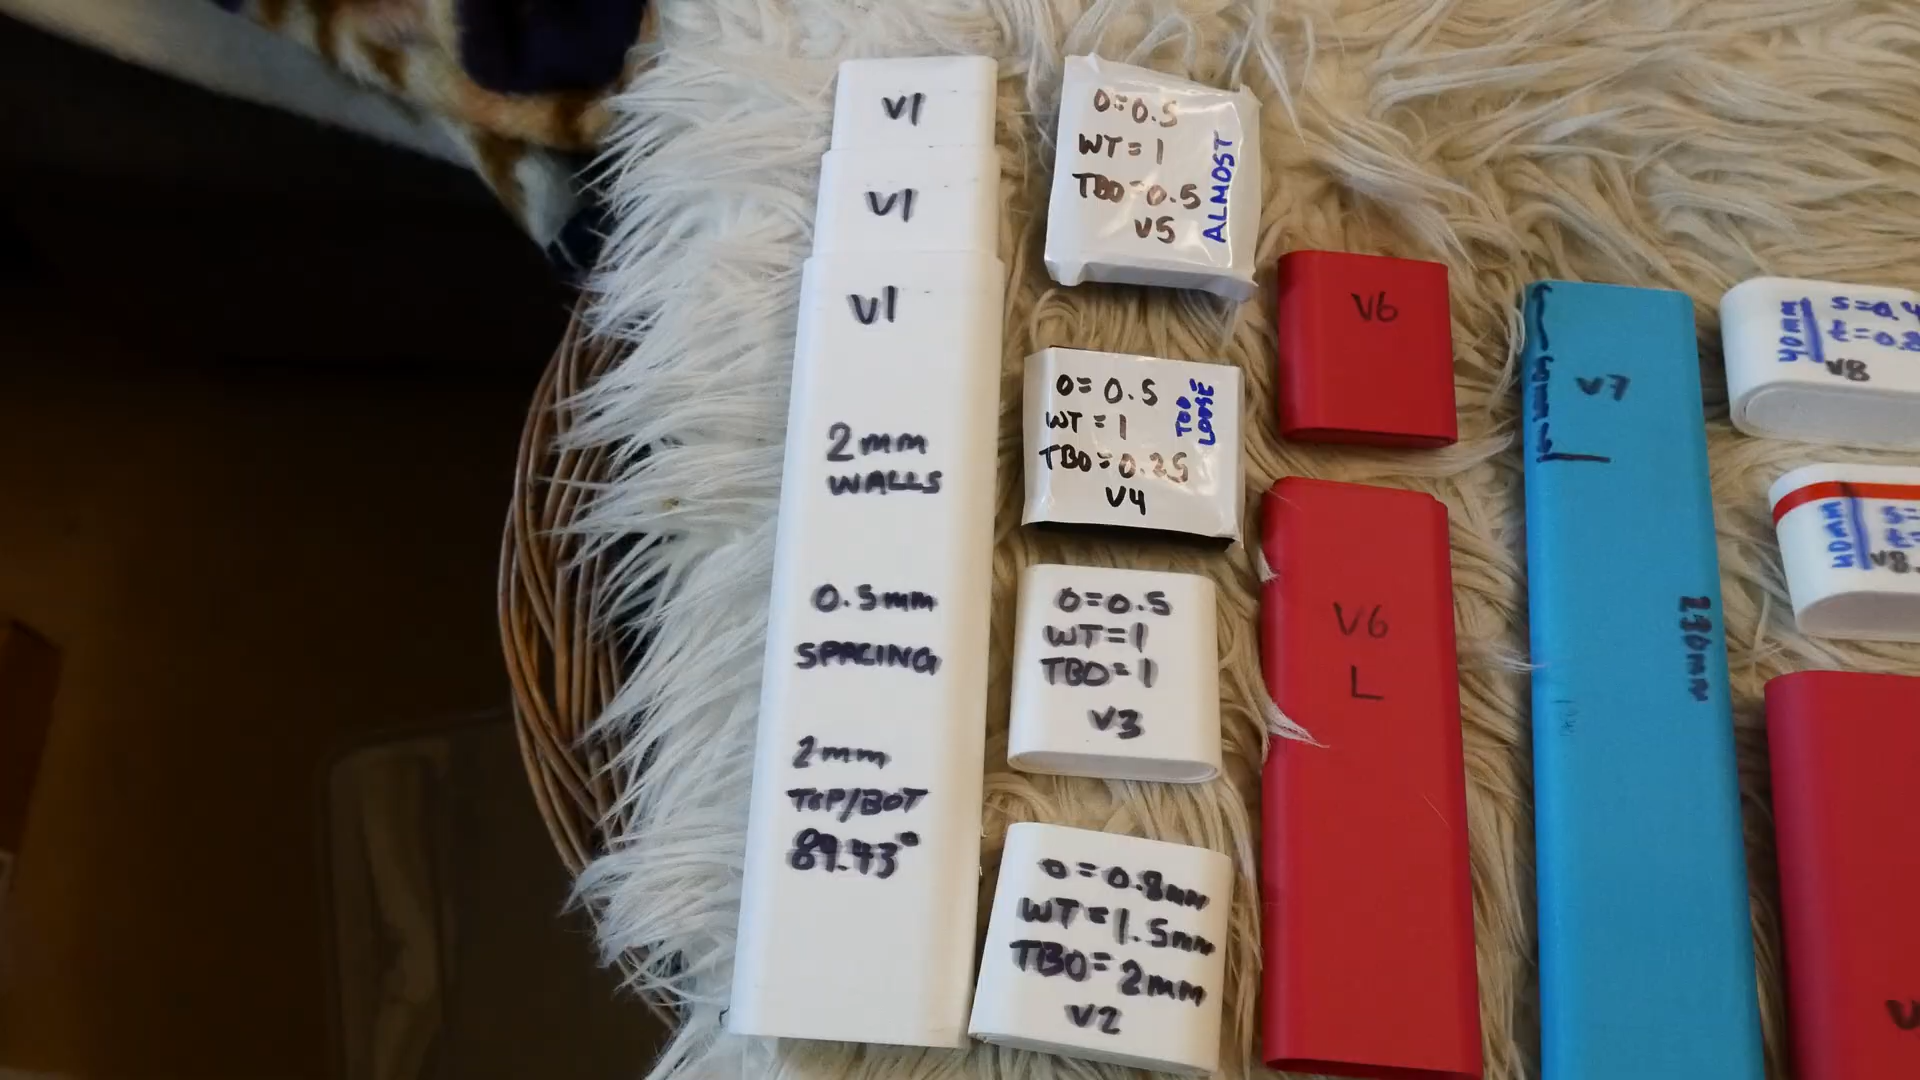 V1
V1
V1
2mm
WALLS
0.5mm
SPACING
2mm
TOP/BOT
89.43°
O=0.5
WT=1
TBO=0.5
V5
ALMOST
O=0.5
WT=1
TBO=0.25
V4
TOO
LOOSE
O=0.5
WT=1
TBO=1
V3
O=0.8mm
WT=1.5mm
TBO=2mm
V2
V6
V6
L
V7
230mm
40mm
V8
40mm